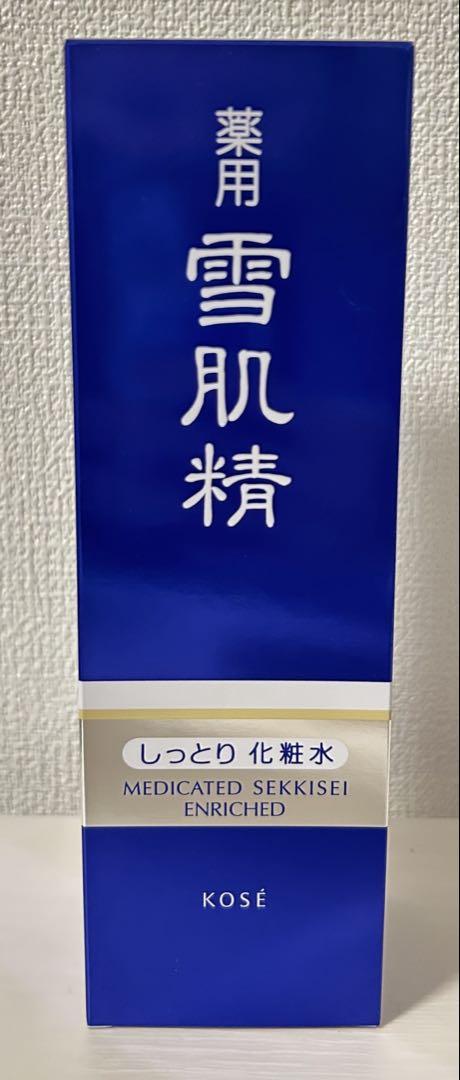 薬用
雪肌精
しっとり 化粧水
MEDICATED SEKKISEI
ENRICHED
KOSÉ